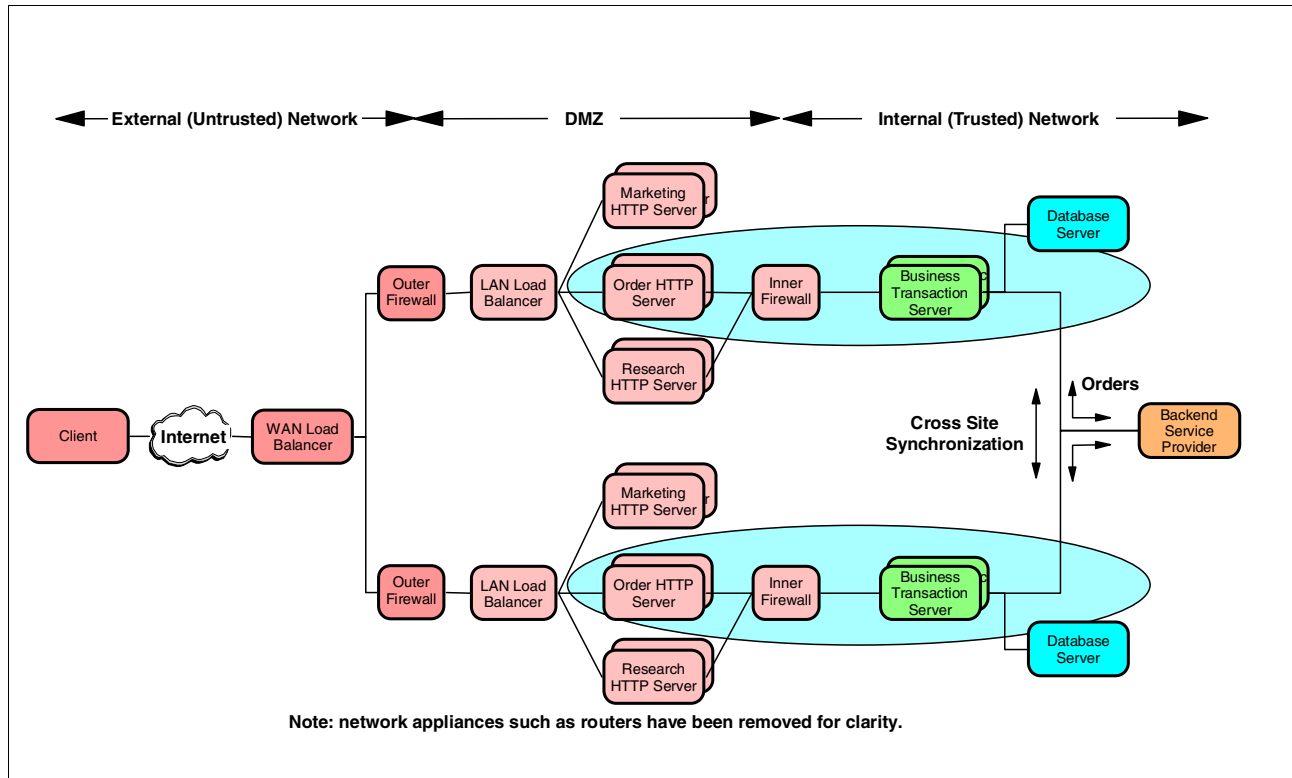 External (Untrusted) Network
DMZ
Internal (Trusted) Network
Marketing
HTTP Server
r
Database
Server
Outer
Firewall
LAN Load
Balancer
Order HTTP
Server
Inner
Firewall
Business
Transaction
Server
c
Research
HTTP Server
Client
Internet
WAN Load
Balancer
Cross Site
Synchronization
Orders
Backend
Service
Provider
Marketing
HTTP Server
r
Outer
Firewall
LAN Load
Balancer
Order HTTP
Server
Inner
Firewall
Business
Transaction
Server
c
Research
HTTP Server
Database
Server
Note: network appliances such as routers have been removed for clarity.